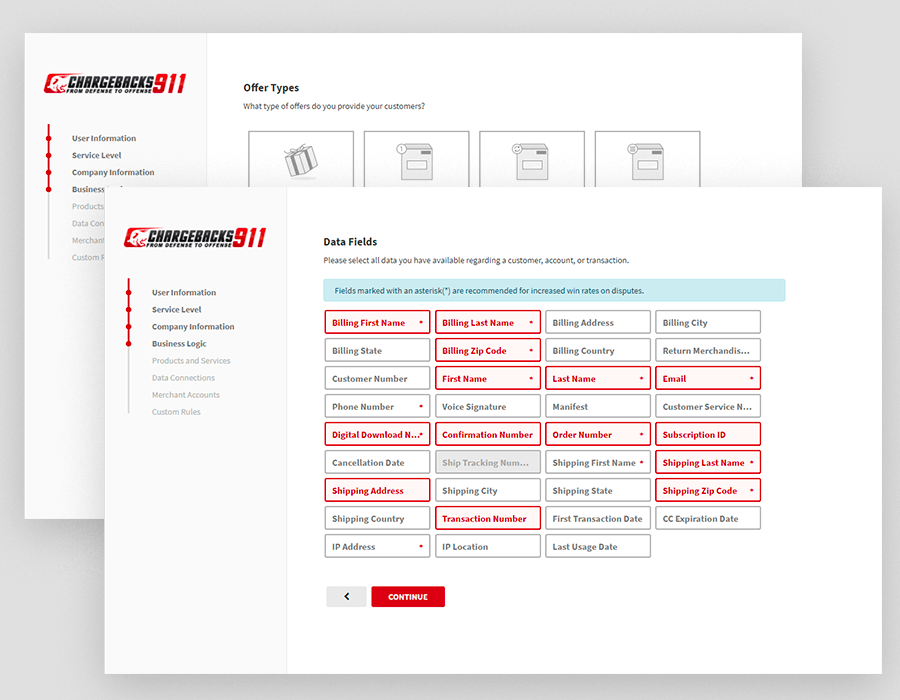 CHARGEBACKS911
FROM DEFENSE TO OFFENSE
User Information
Service Level
Company Information
Business
Products
Data Con
Merchant
Custom R
Offer Types
What type of offers do you provide your customers?
1
CHARGEBACKS911
FROM DEFENSE TO OFFENSE
User Information
Service Level
Company Information
Business Logic
Products and Services
Data Connections
Merchant Accounts
Custom Rules
Data Fields
Please select all data you have available regarding a customer, account, or transaction.
Fields marked with an asterisk(*) are recommended for increased win rates on disputes.
Billing First Name * Billing Last Name * Billing Address Billing City
Billing State Billing Zip Code * Billing Country Return Merchandis...
Customer Number First Name * Last Name * Email *
Phone Number * Voice Signature Manifest Customer Service N...
Digital Download N...* Confirmation Number Order Number * Subscription ID
Cancellation Date Ship Tracking Num... Shipping First Name * Shipping Last Name *
Shipping Address Shipping City Shipping State Shipping Zip Code *
Shipping Country Transaction Number First Transaction Date CC Expiration Date
IP Address * IP Location Last Usage Date
CONTINUE